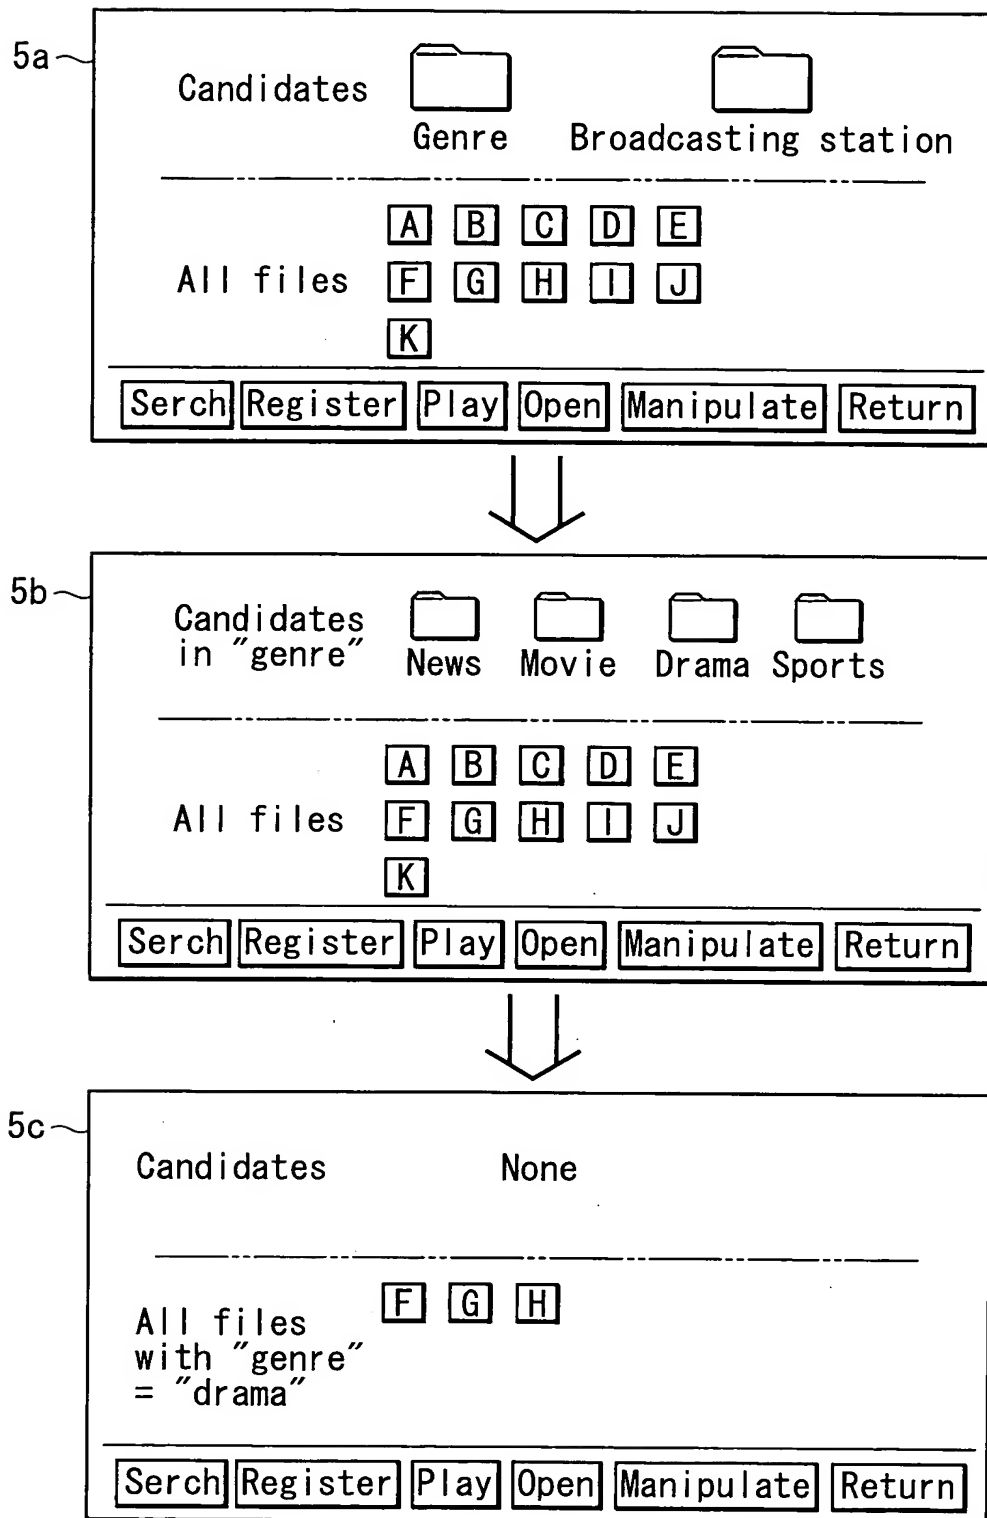 5a
Candidates
Genre Broadcasting station
A B C D E
All files F G H I J
K
Serch Register Play Open Manipulate Return
5b
Candidates
in "genre"
News Movie Drama Sports
A B C D E
All files F G H I J
K
Serch Register Play Open Manipulate Return
5c
Candidates None
F G H
All files
with "genre"
= "drama"
Serch Register Play Open Manipulate Return